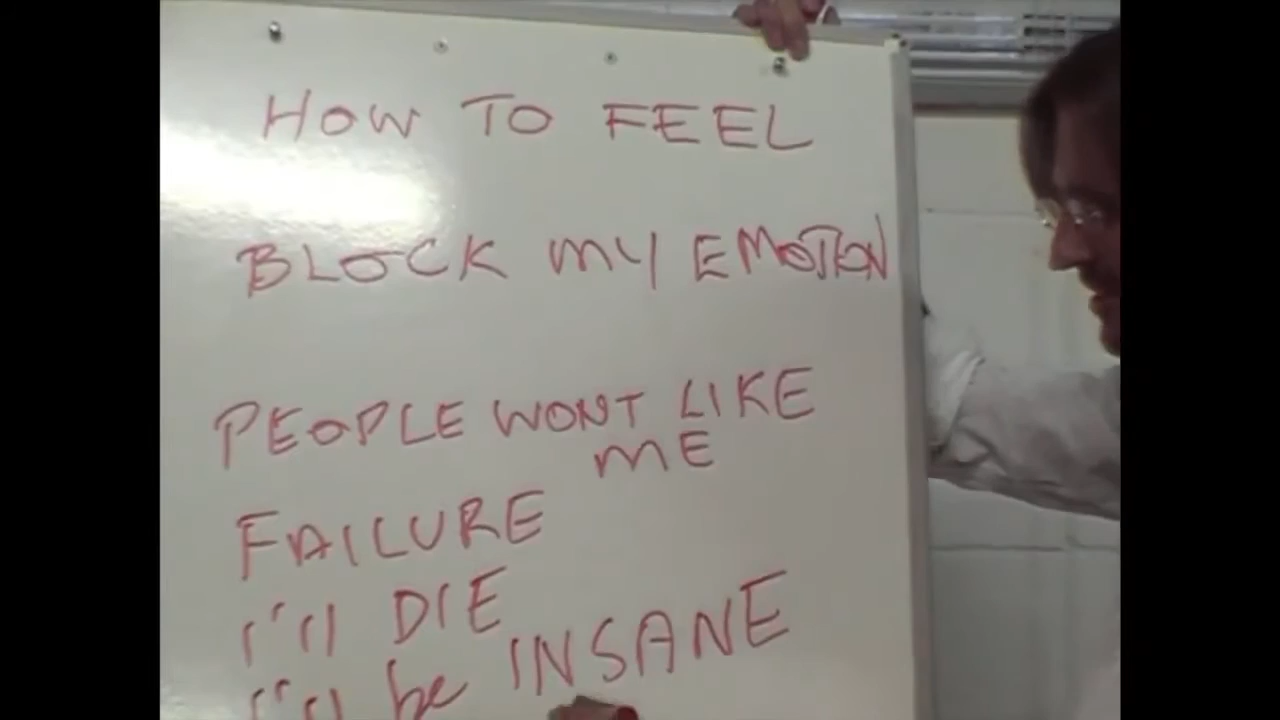 HOW TO FEEL
BLOCK MY EMOTION
PEOPLE WONT LIKE
ME
FAILURE
I'll DIE
I'll be INSANE